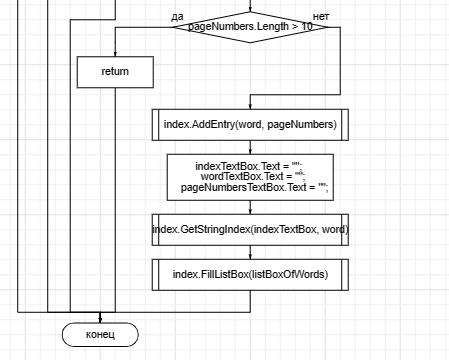 да
нет
pageNumbers.Length > 10
return
index.AddEntry(word, pageNumbers)
indexTextBox.Text = "";
wordTextBox.Text = "";
pageNumbersTextBox.Text = "";
index.GetStringIndex(indexTextBox, word)
index.FillListBox(listBoxOfWords)
конец